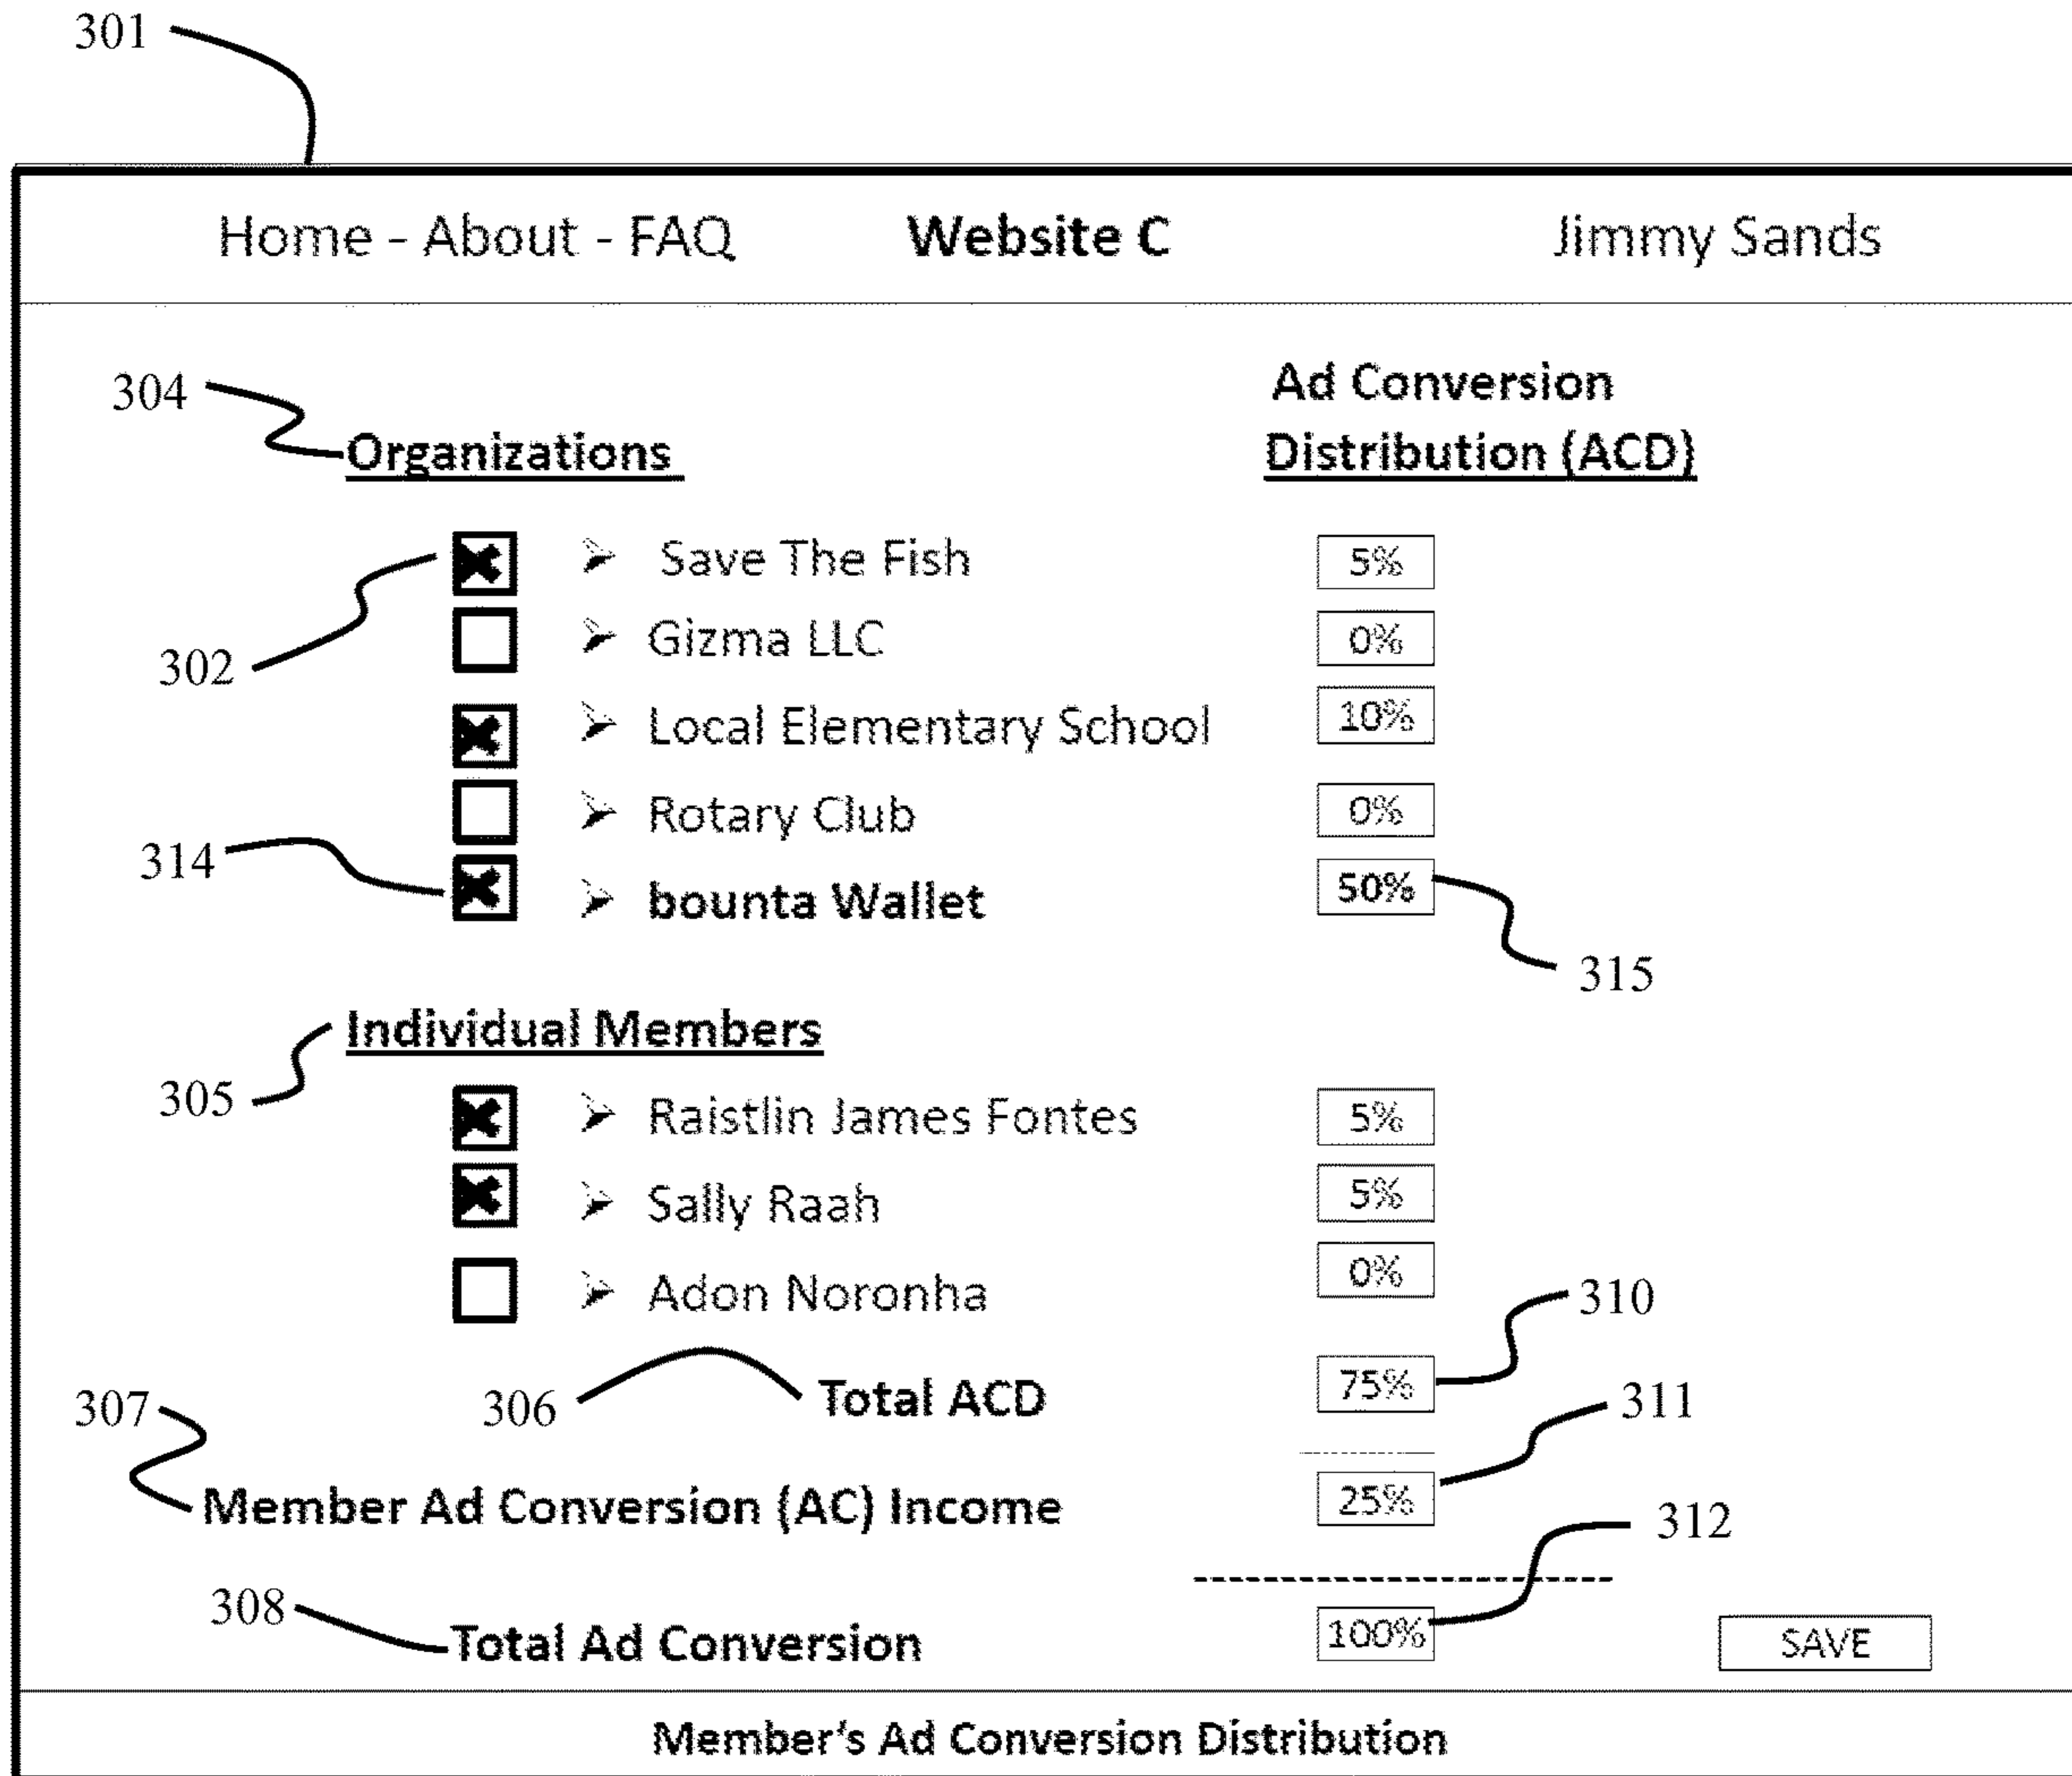 301
Home - About - FAQ Website C Jimmy Sands
304 Ad Conversion
Organizations Distribution (ACD)
302 Save The Fish 5%
Gizma LLC 0%
Local Elementary School 10%
Rotary Club 0%
314 bounta Wallet 50% 315
Individual Members
305 Raistlin James Fontes 5%
Sally Raah 5%
Adon Noronha 0%
306 Total ACD 75% 310
307 Member Ad Conversion (AC) Income 25% 311
308 Total Ad Conversion 100% 312 SAVE
Member's Ad Conversion Distribution